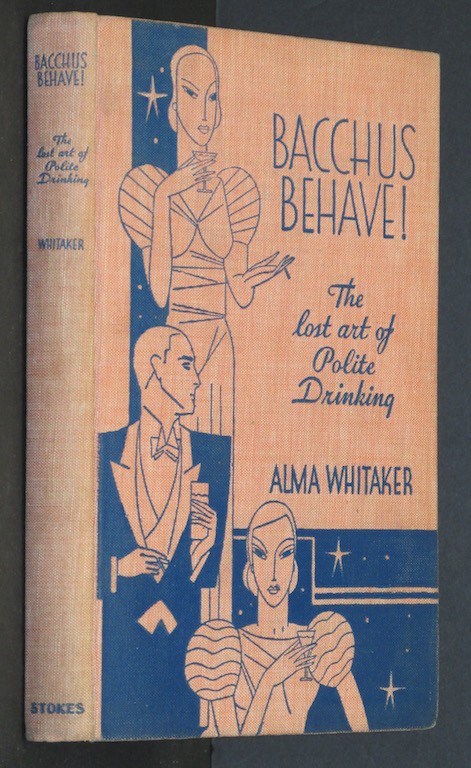 BACCHUS
BEHAVE!
The
lost art of
Polite
Drinking
WHITAKER
STOKES
BACCHUS
BEHAVE!
The
lost art of
Polite
Drinking
ALMA WHITAKER